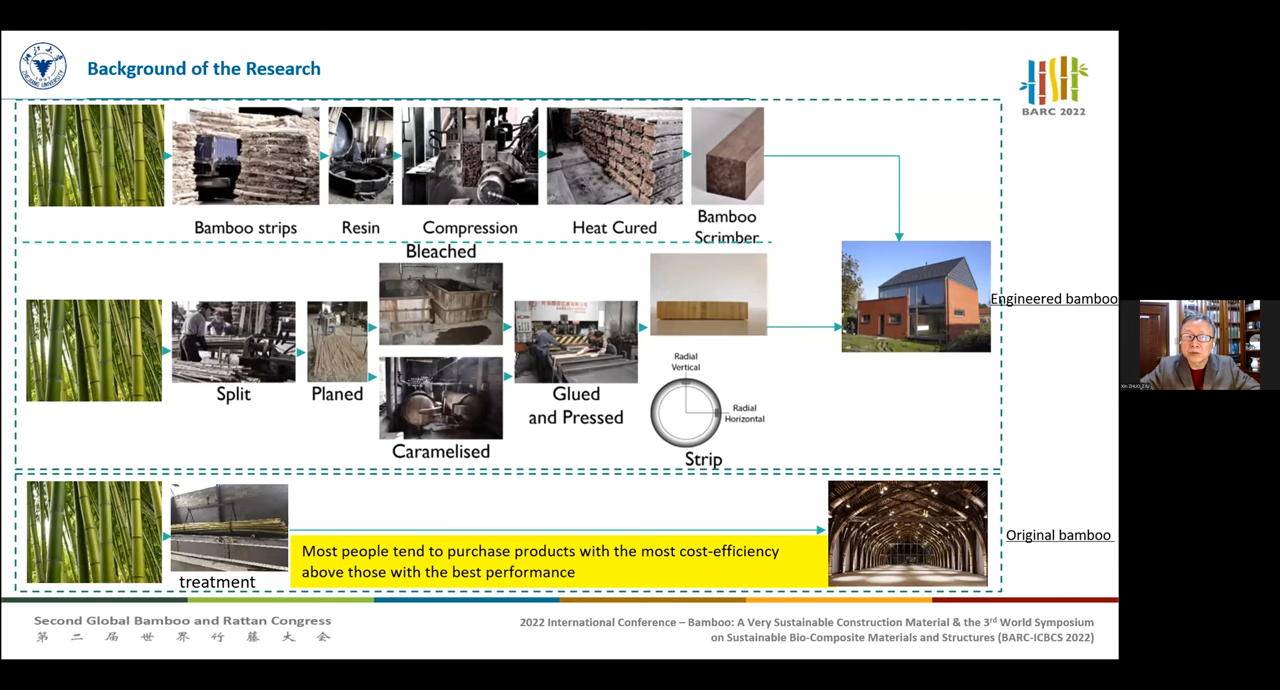 Background of the Research
BARC 2022
Bamboo strips
Resin
Compression
Heat Cured
Bamboo
Scrimber
Bleached
Split
Planed
Caramelised
Glued
and Pressed
Radial
Vertical
Radial
Horizontal
Strip
Engineered bamboo
treatment
Most people tend to purchase products with the most cost-efficiency
above those with the best performance
Original bamboo
Second Global Bamboo and Rattan Congress
第二届世界竹藤大会
2022 International Conference – Bamboo: A Very Sustainable Construction Material & the 3rd World Symposium
on Sustainable Bio-Composite Materials and Structures (BARC-ICBCS 2022)